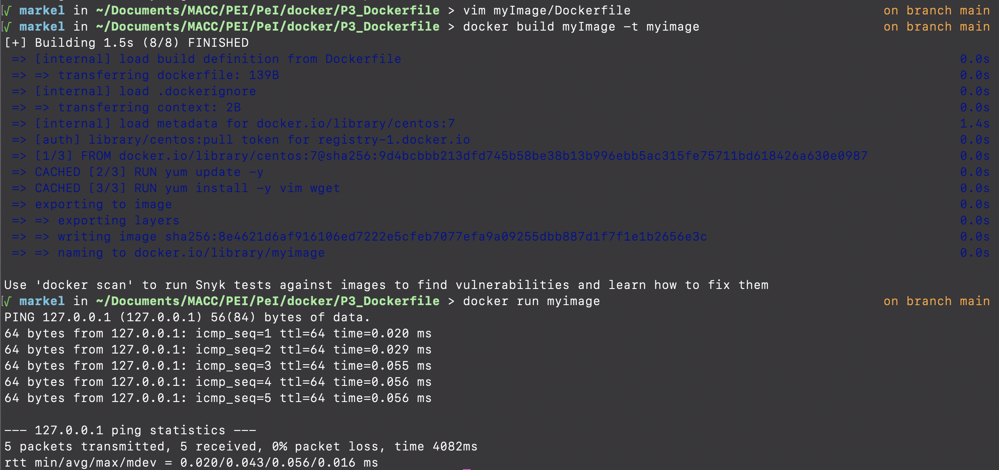 [√ markel in ~/Documents/MACC/PEI/PeI/docker/P3_Dockerfile > vim myImage/Dockerfile on branch main
[√ markel in ~/Documents/MACC/PEI/PeI/docker/P3_Dockerfile > docker build myImage -t myimage on branch main
[+] Building 1.5s (8/8) FINISHED
=> [internal] load build definition from Dockerfile 0.0s
=> => transferring dockerfile: 139B 0.0s
=> [internal] load .dockerignore 0.0s
=> => transferring context: 2B 0.0s
=> [internal] load metadata for docker.io/library/centos:7 1.4s
=> [auth] library/centos:pull token for registry-1.docker.io 0.0s
=> [1/3] FROM docker.io/library/centos:7@sha256:9d4bcbbb213dfd745b58be38b13b996ebb5ac315fe75711bd618426a630e0987 0.0s
=> CACHED [2/3] RUN yum update -y 0.0s
=> CACHED [3/3] RUN yum install -y vim wget 0.0s
=> exporting to image 0.0s
=> => exporting layers 0.0s
=> => writing image sha256:8e4621d6af916106ed7222e5cfeb7077efa9a09255dbb887d1f7f1e1b2656e3c 0.0s
=> => naming to docker.io/library/myimage 0.0s
Use 'docker scan' to run Snyk tests against images to find vulnerabilities and learn how to fix them
[√ markel in ~/Documents/MACC/PEI/PeI/docker/P3_Dockerfile > docker run myimage on branch main
PING 127.0.0.1 (127.0.0.1) 56(84) bytes of data.
64 bytes from 127.0.0.1: icmp_seq=1 ttl=64 time=0.020 ms
64 bytes from 127.0.0.1: icmp_seq=2 ttl=64 time=0.029 ms
64 bytes from 127.0.0.1: icmp_seq=3 ttl=64 time=0.055 ms
64 bytes from 127.0.0.1: icmp_seq=4 ttl=64 time=0.056 ms
64 bytes from 127.0.0.1: icmp_seq=5 ttl=64 time=0.056 ms
--- 127.0.0.1 ping statistics ---
5 packets transmitted, 5 received, 0% packet loss, time 4082ms
rtt min/avg/max/mdev = 0.020/0.043/0.056/0.016 ms